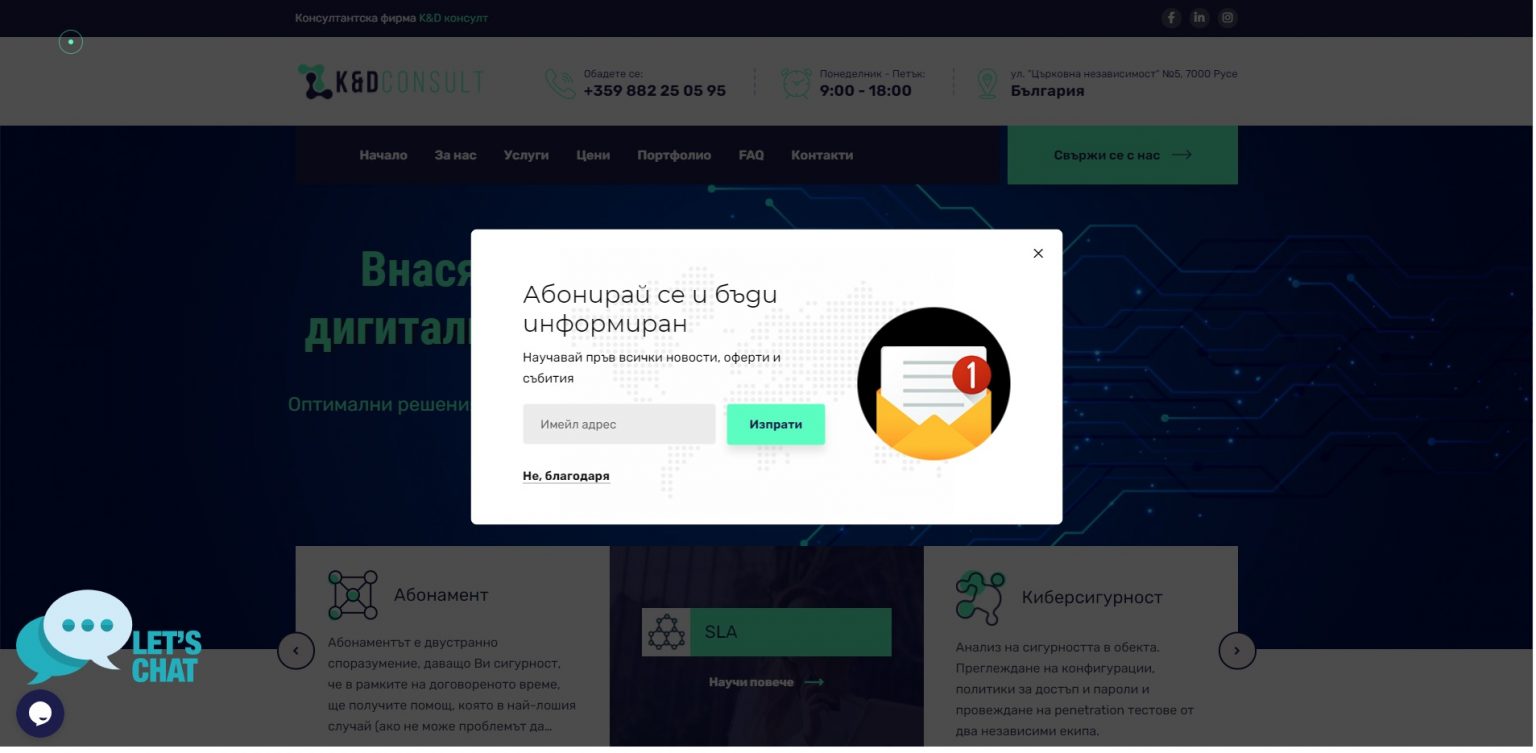 Консултантска фирма K&D консулт
K&DCONSULT
Обадете се:
+359 882 25 05 95
Понеделник - Петък:
9:00 - 18:00
ул. "Църковна независимост" №5, 7000 Русе
България
Начало За нас Услуги Цени Портфолио FAQ Контакти
Свържи се с нас
Внася
дигитали
Оптимални решени
Абонирай се и бъди
информиран
Научавай пръв всички новости, оферти и
събития
Имейл адрес
Изпрати
Не, благодаря
1
Абонамент
Абонаментът е двустранно
споразумение, даващо Ви сигурност,
че в рамките на договореното време,
ще получите помощ, която в най-лошия
случай (ако не може проблемът да...
SLA
Научи повече
Киберсигурност
Анализ на сигурността в обекта.
Преглеждане на конфигурации,
политики за достъп и пароли и
провеждане на penetration тестове от
два независими екипа.
LET'S
CHAT